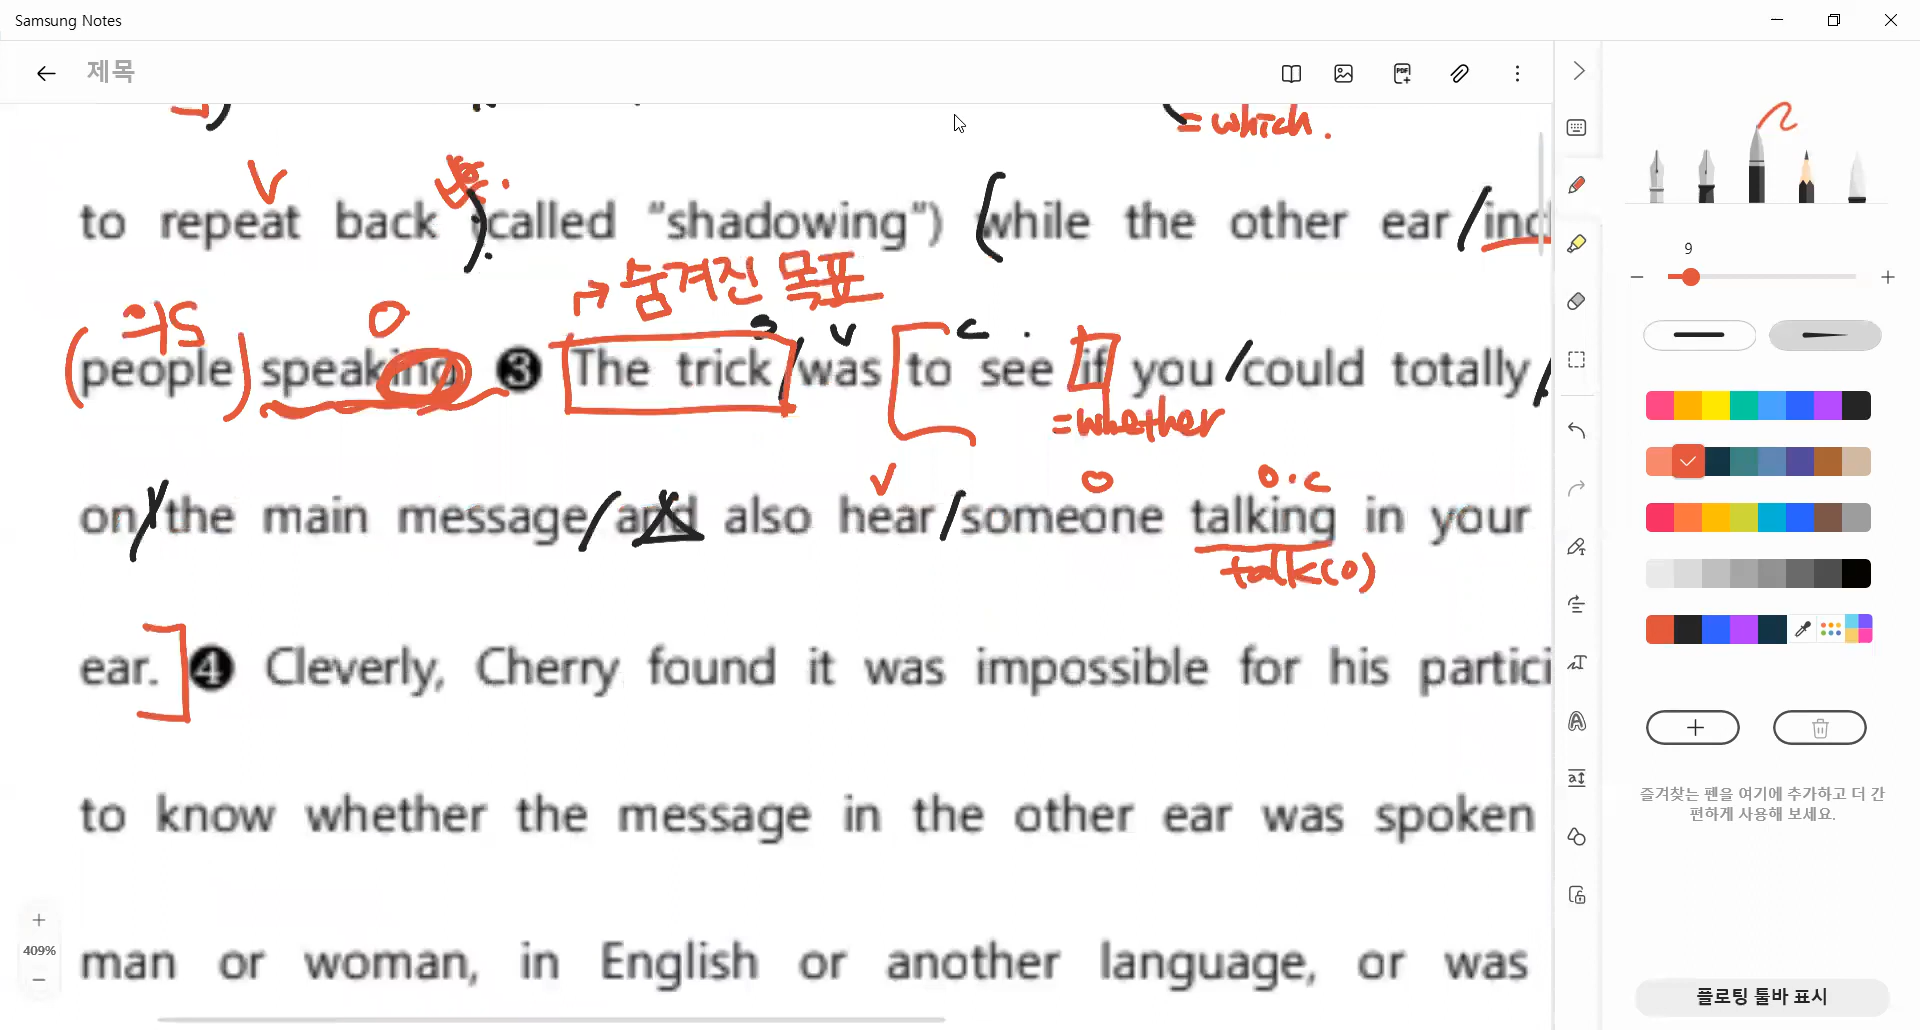 Samsung Notes
제목
= which.
V
to repeat back (called “shadowing”) while the other ear inc
→ 숨겨진 목표
의S O S V C
(people) speaking ❸ The trick was to see if you could totally
= whether
V O O.C
on the main message and also hear someone talking in your
talk(O)
ear. ❹ Cleverly, Cherry found it was impossible for his partici
to know whether the message in the other ear was spoken
man or woman, in English or another language, or was
409%
9
즐겨찾는 펜을 여기에 추가하고 더 간
편하게 사용해 보세요.
플로팅 툴바 표시